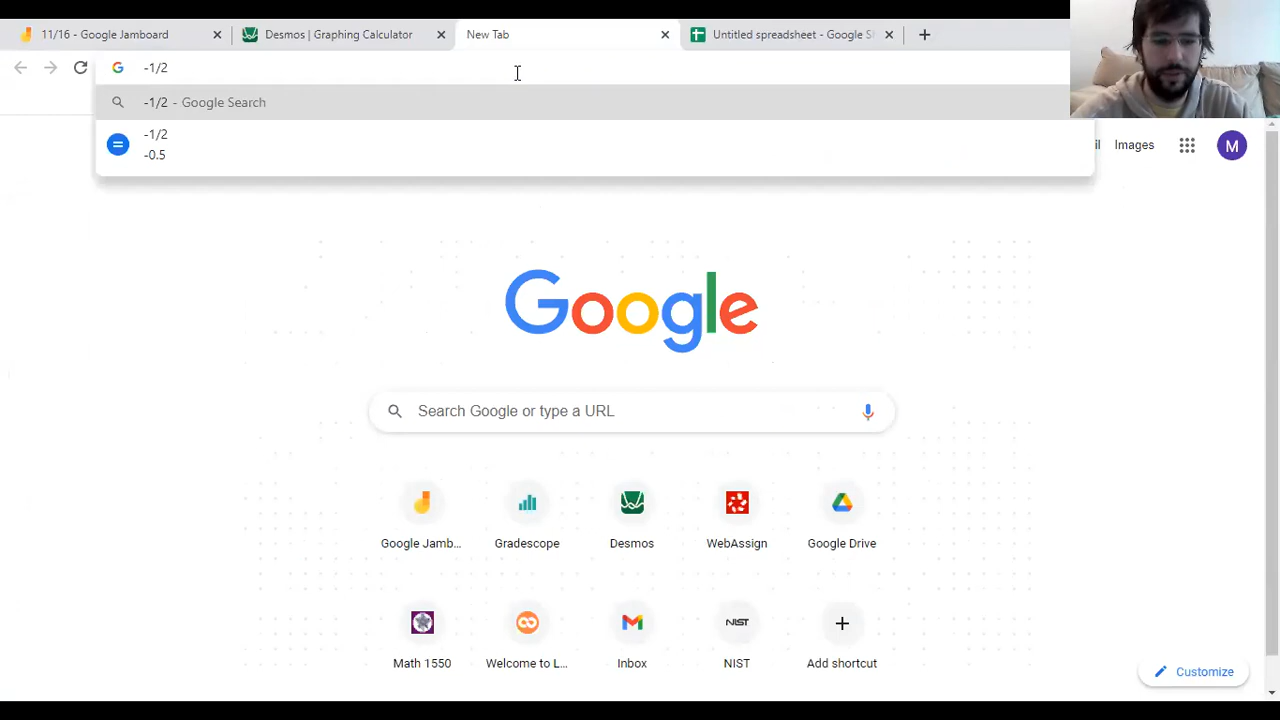 11/16 - Google Jamboard
Desmos | Graphing Calculator
New Tab
Untitled spreadsheet - Google S
-1/2
-1/2 - Google Search
-1/2
-0.5
il
Images
M
Google
Search Google or type a URL
Google Jamb...
Gradescope
Desmos
WebAssign
Google Drive
Math 1550
Welcome to L...
Inbox
NIST
NIST
Add shortcut
Customize